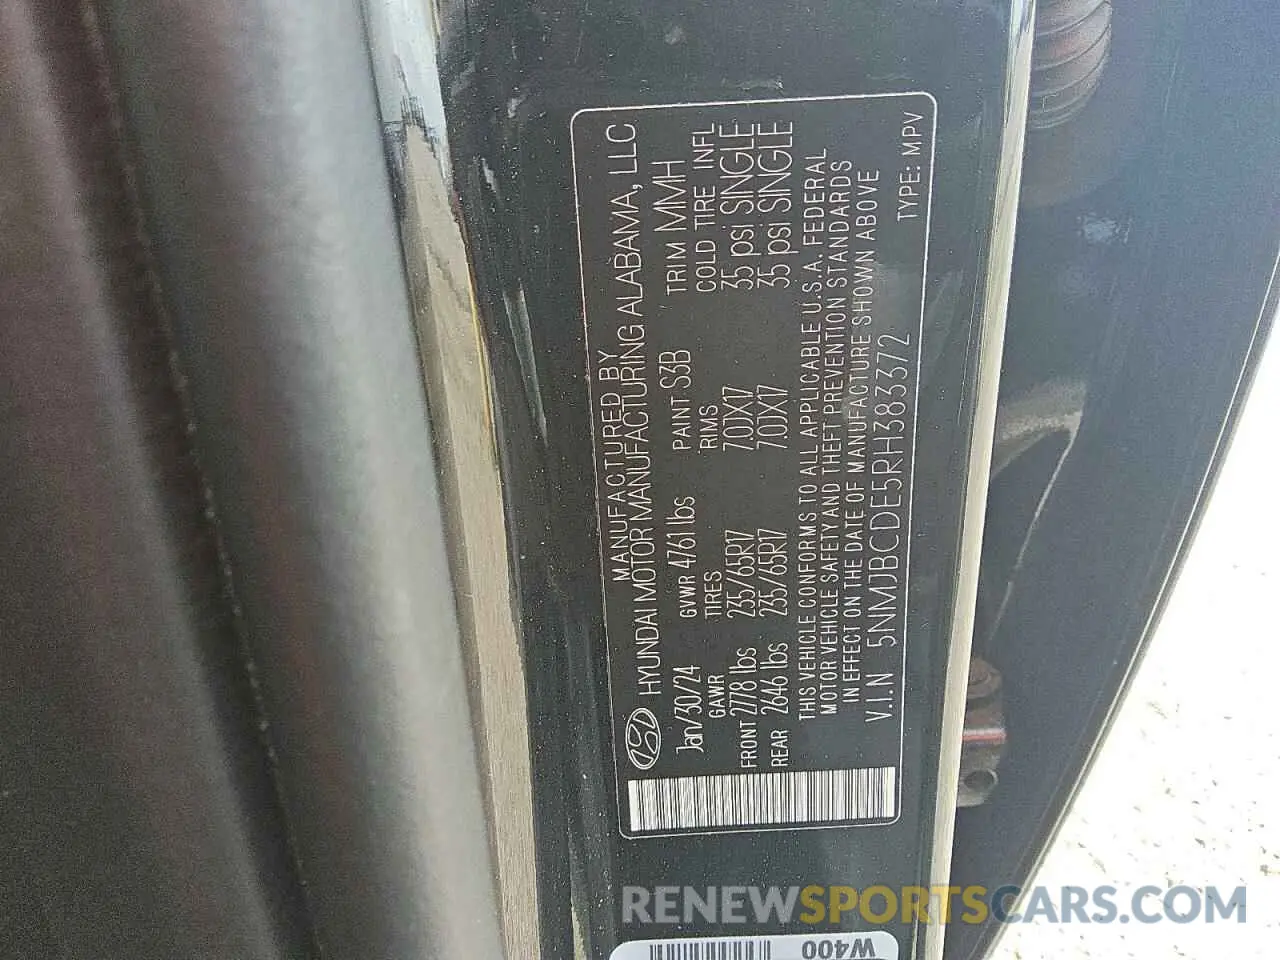 MANUFACTURED BY
HYUNDAI MOTOR MANUFACTURING ALABAMA, LLC
Jan/30/24 GVWR 4761 lbs PAINT S3B TRIM MMH
GAWR TIRES RIMS COLD TIRE INFL
FRONT 2778 lbs 235/65R17 7.0JX17 35 psi SINGLE
REAR 2646 lbs 235/65R17 7.0JX17 35 psi SINGLE
THIS VEHICLE CONFORMS TO ALL APPLICABLE U.S.A. FEDERAL
MOTOR VEHICLE SAFETY AND THEFT PREVENTION STANDARDS
IN EFFECT ON THE DATE OF MANUFACTURE SHOWN ABOVE
V.I.N 5NMJBCDE5RH383372 TYPE: MPV
W400
RENEWSPORTSCARS.COM